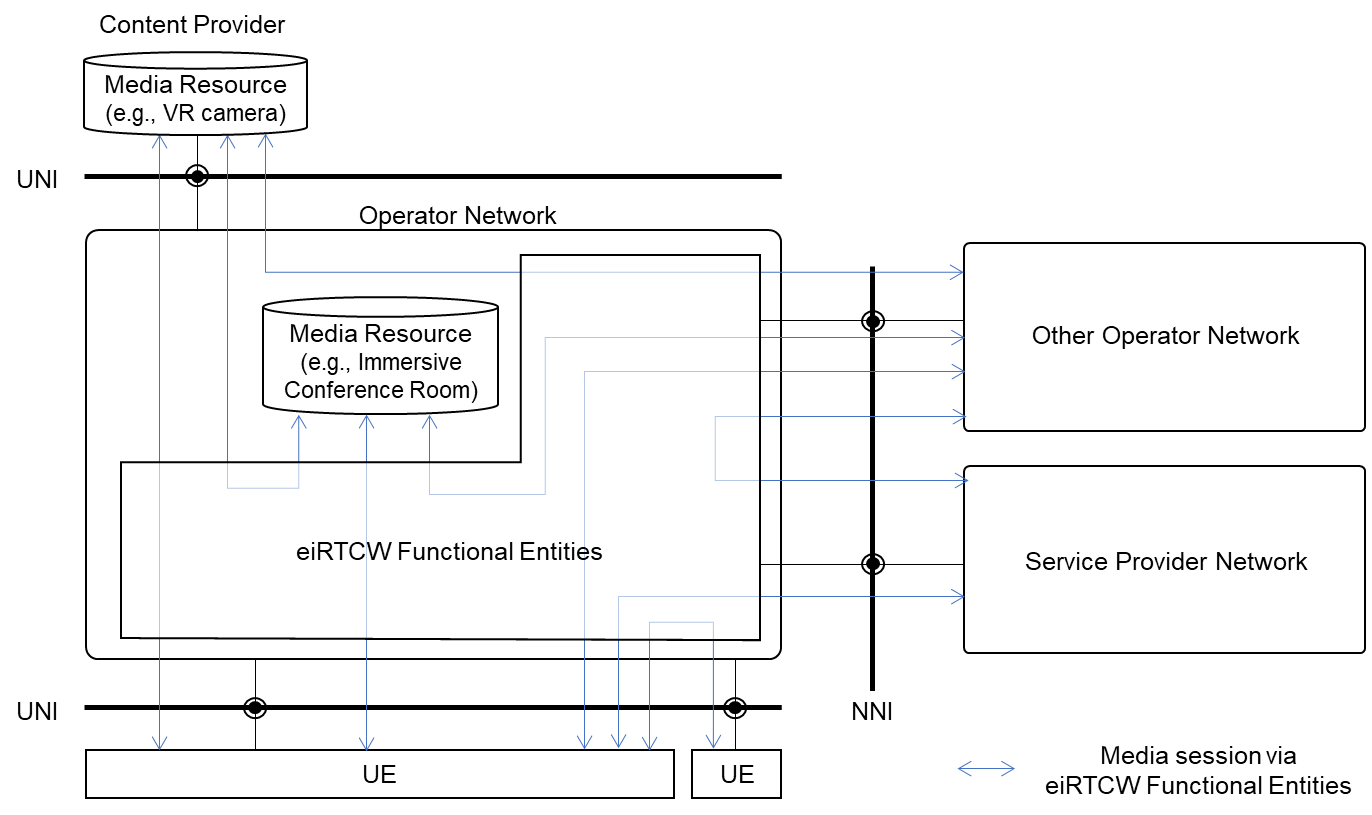 Content Provider
Media Resource
(e.g., VR camera)
UNI
Operator Network
Media Resource
(e.g., Immersive
Conference Room)
Other Operator Network
eiRTCW Functional Entities
Service Provider Network
UNI
NNI
UE
UE
Media session via
eiRTCW Functional Entities